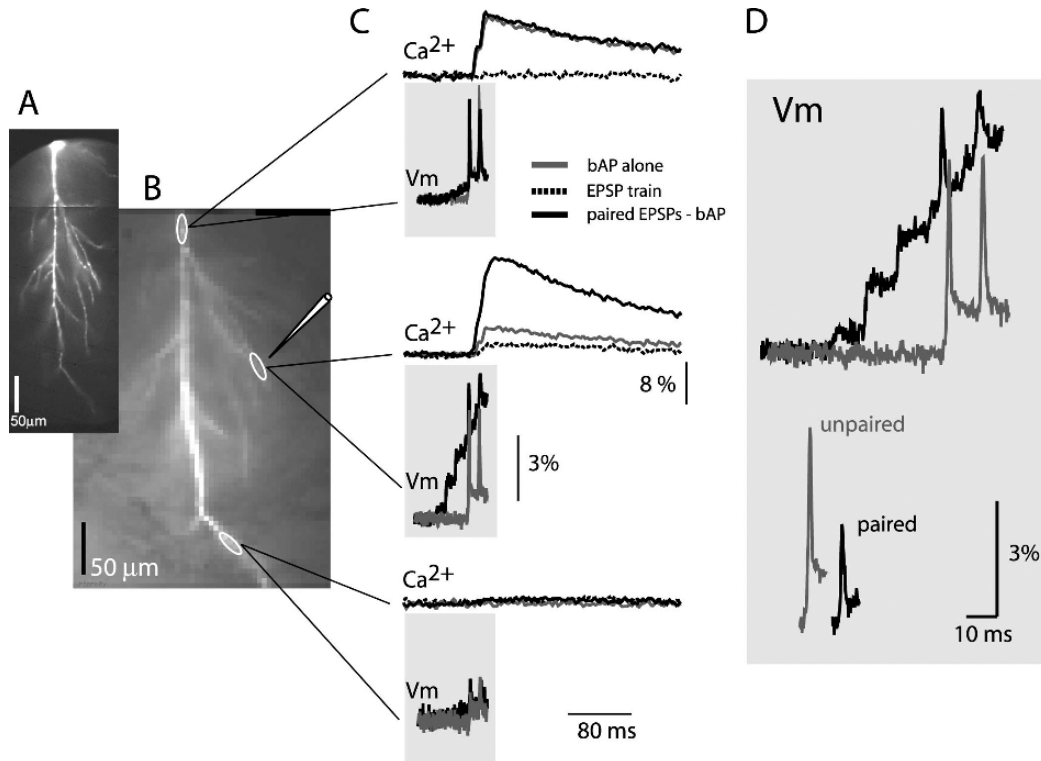 A
50μm
B
50 μm
C
Ca2+
Vm
bAP alone
EPSP train
paired EPSPs - bAP
Ca2+
8 %
Vm
3%
Ca2+
Vm
80 ms
D
Vm
unpaired
paired
3%
10 ms